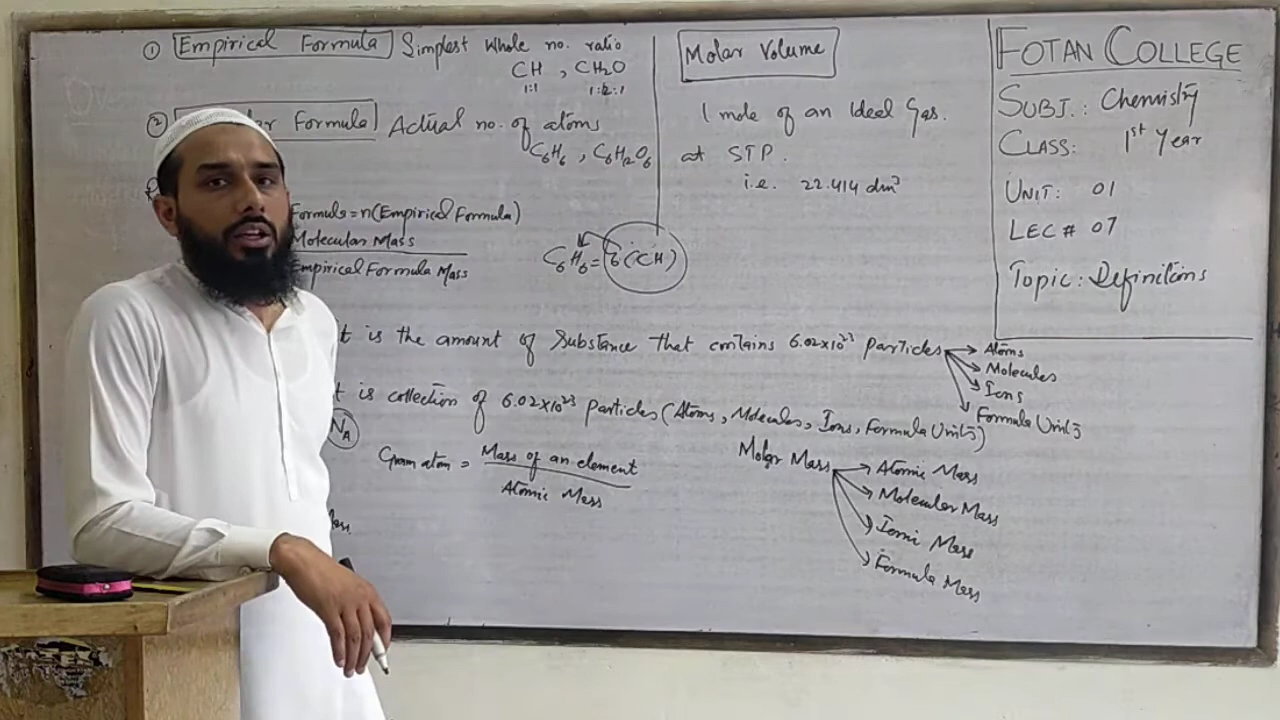 ① Empirical Formula Simplest Whole no. ratio
CH , CH₂O
1:1 1:2:1
② Formula Actual no. of atoms
C₆H₆ , C₆H₁₂O₆
Formula = n(Empirical Formula)
Molecular Mass
Empirical Formula Mass
C₆H₆ = 6(CH)
Molar Volume
1 mole of an Ideal Gas.
at STP.
i.e. 22.414 dm³
FOTAN COLLEGE
SUBJ.: Chemistry
CLASS: 1st Year
UNIT: 01
LEC # 07
Topic: Definitions
t is the amount of Substance that contains 6.02x10²³ particles
Atoms
Molecules
Ions
Formula Units
t is collection of 6.02x10²³ particles (Atoms, Molecules, Ions, Formula Units)
NA
Gram atom = Mass of an element
Atomic Mass
Molar Mass
Atomic Mass
Molecular Mass
Ionic Mass
Formula Mass